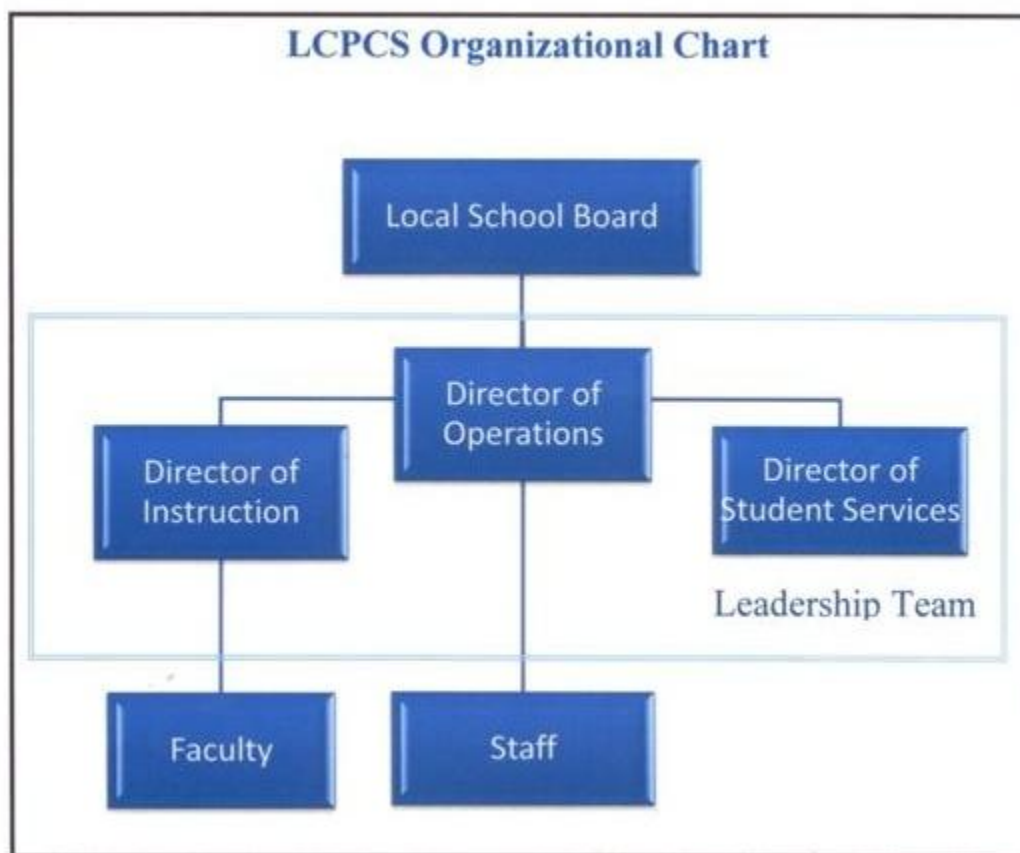 LCPCS Organizational Chart
Local School Board
Director of
Operations
Director of
Instruction
Director of
Student Services
Leadership Team
Faculty
Staff